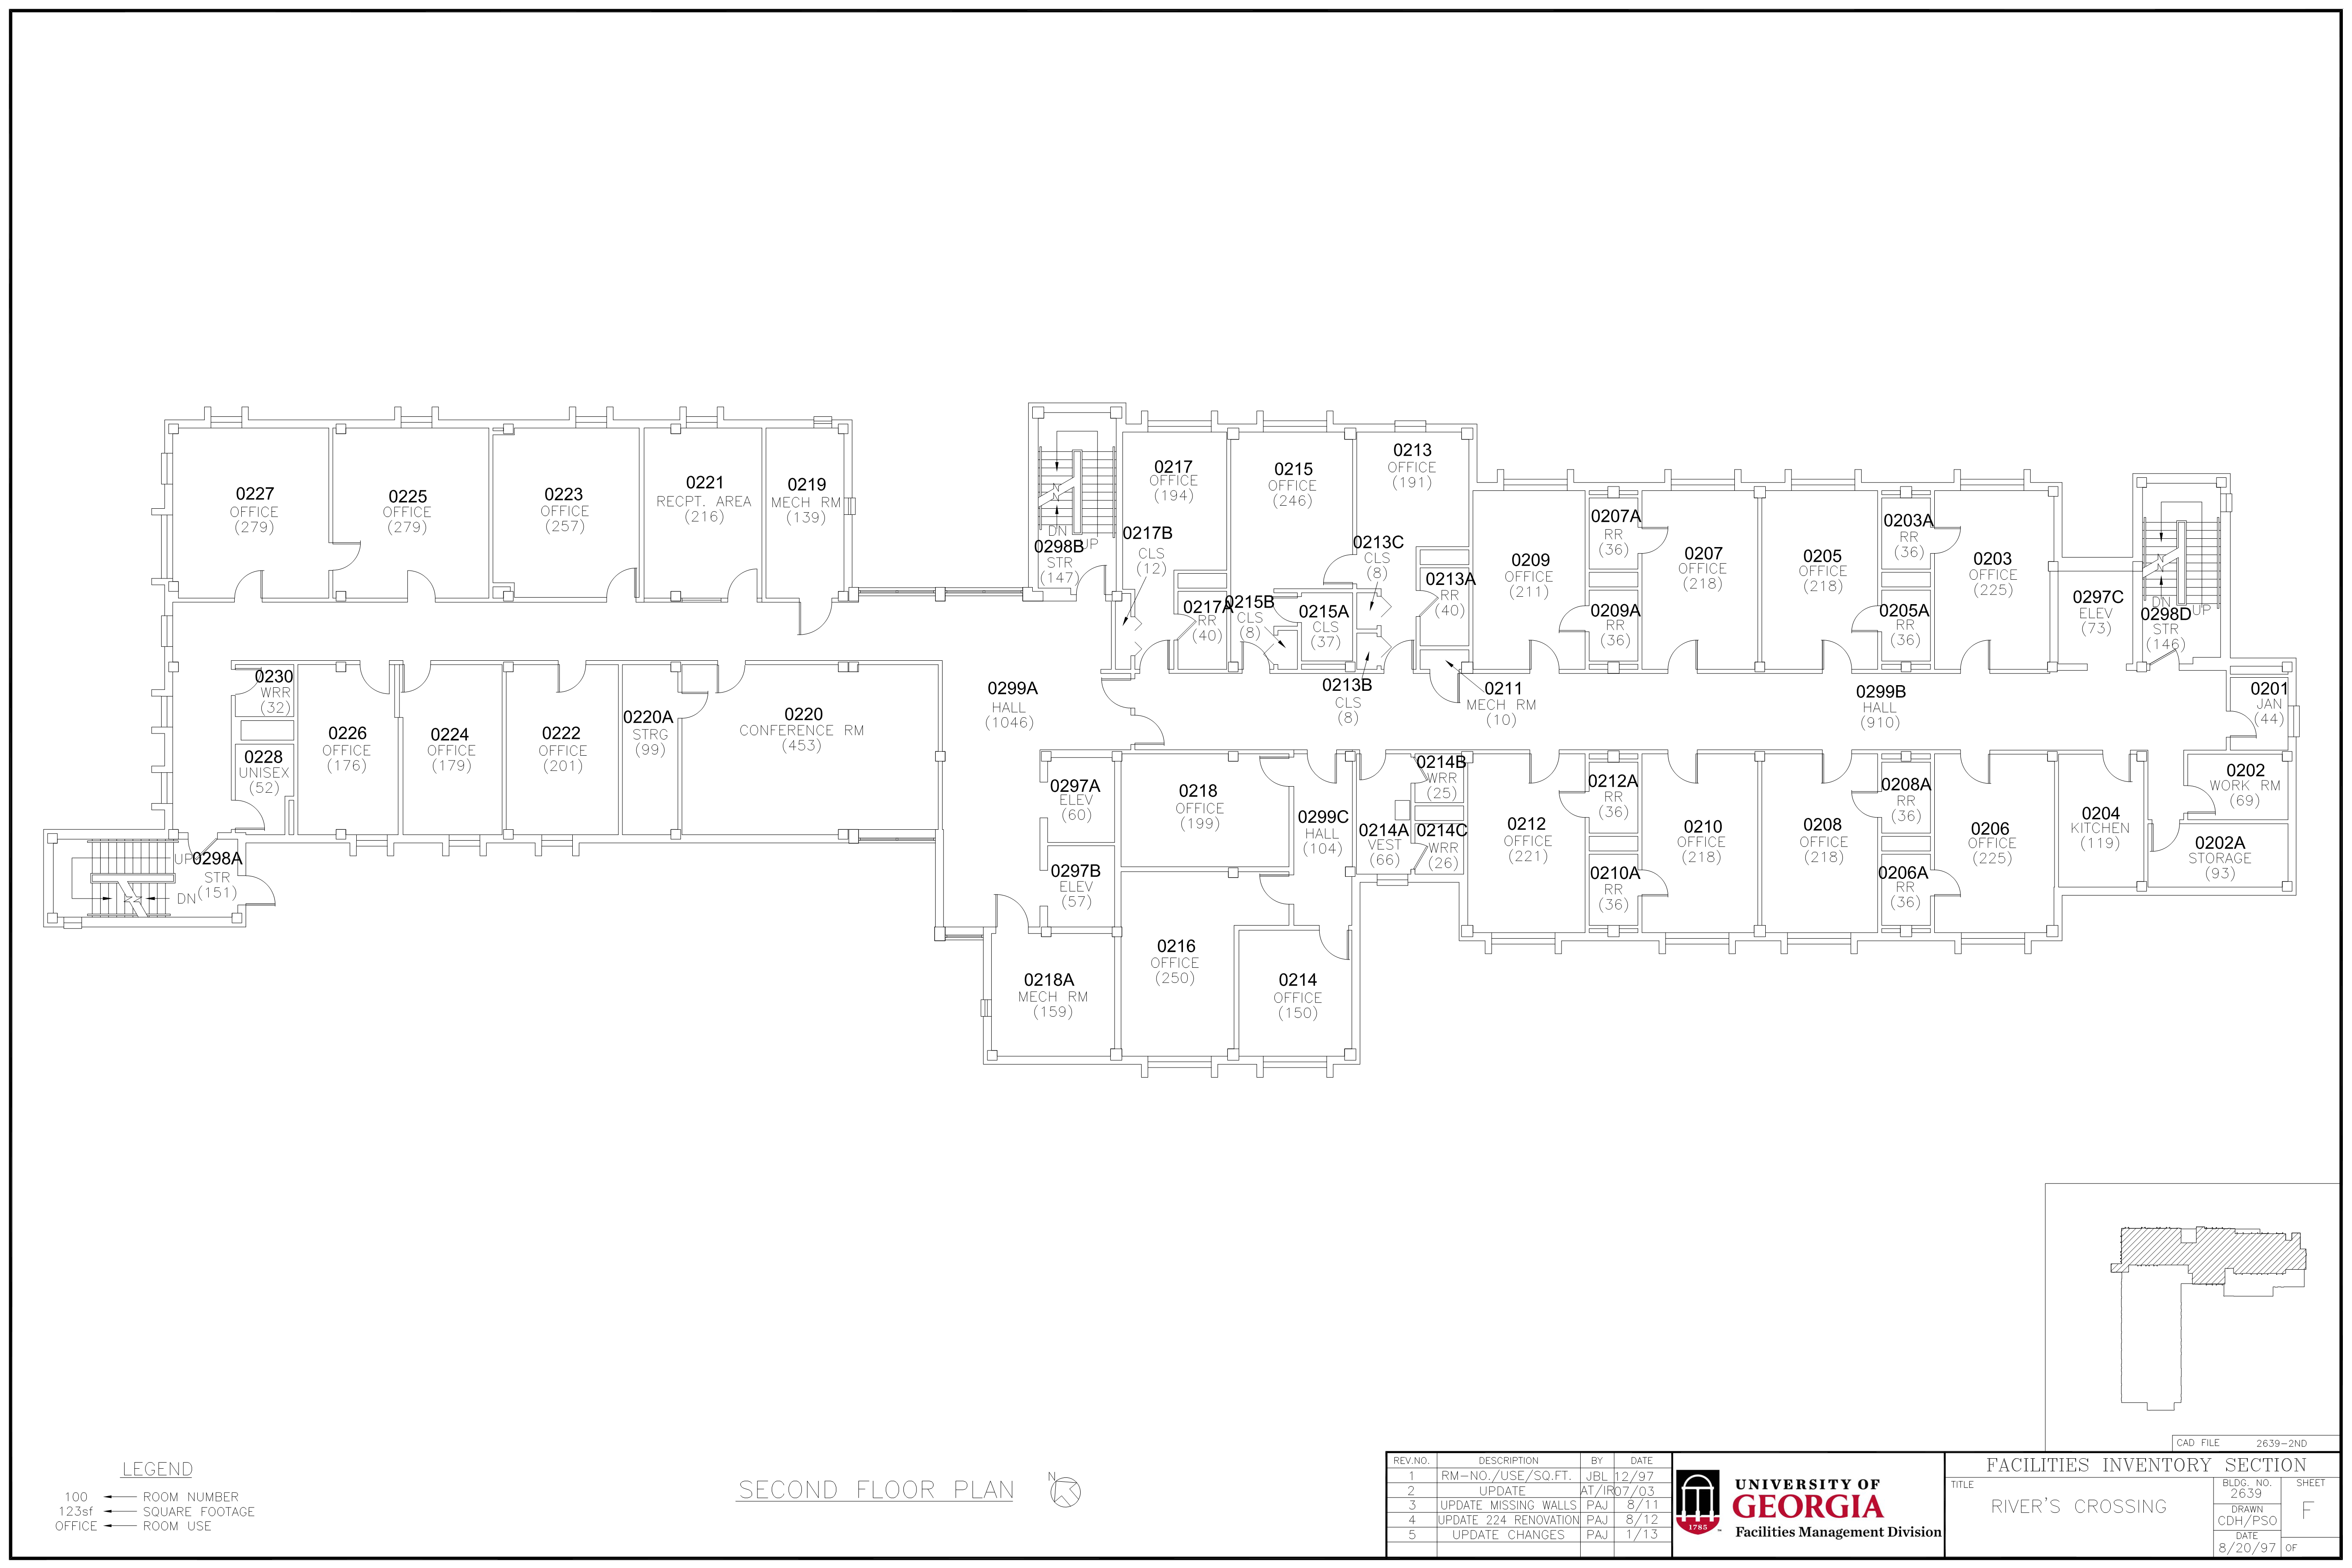 0227
OFFICE
(279)
0225
OFFICE
(279)
0223
OFFICE
(257)
0221
RECPT. AREA
(216)
0219
MECH RM
(139)
DN
UP
0298B
STR
(147)
0217
OFFICE
(194)
0217B
CLS
(12)
0217A
RR
(40)
0215
OFFICE
(246)
0215B
CLS
(8)
0215A
CLS
(37)
0213
OFFICE
(191)
0213C
CLS
(8)
0213A
RR
(40)
0213B
CLS
(8)
0211
MECH RM
(10)
0209
OFFICE
(211)
0207A
RR
(36)
0209A
RR
(36)
0207
OFFICE
(218)
0205
OFFICE
(218)
0203A
RR
(36)
0205A
RR
(36)
0203
OFFICE
(225)
0297C
ELEV
(73)
DN
UP
0298D
STR
(146)
0201
JAN
(44)
0299A
HALL
(1046)
0299B
HALL
(910)
0230
WRR
(32)
0228
UNISEX
(52)
0226
OFFICE
(176)
0224
OFFICE
(179)
0222
OFFICE
(201)
0220A
STRG
(99)
0220
CONFERENCE RM
(453)
0297A
ELEV
(60)
0297B
ELEV
(57)
0218
OFFICE
(199)
0299C
HALL
(104)
0214A
VEST
(66)
0214B
WRR
(25)
0214C
WRR
(26)
0212
OFFICE
(221)
0212A
RR
(36)
0210A
RR
(36)
0210
OFFICE
(218)
0208
OFFICE
(218)
0208A
RR
(36)
0206A
RR
(36)
0206
OFFICE
(225)
0204
KITCHEN
(119)
0202
WORK RM
(69)
0202A
STORAGE
(93)
UP
0298A
STR
(151)
DN
0218A
MECH RM
(159)
0216
OFFICE
(250)
0214
OFFICE
(150)
LEGEND
100 ROOM NUMBER
123sf SQUARE FOOTAGE
OFFICE ROOM USE
SECOND FLOOR PLAN
N
CAD FILE 2639-2ND
REV.NO. DESCRIPTION BY DATE
1 RM-NO./USE/SQ.FT. JBL 12/97
2 UPDATE AT/IR 07/03
3 UPDATE MISSING WALLS PAJ 8/11
4 UPDATE 224 RENOVATION PAJ 8/12
5 UPDATE CHANGES PAJ 1/13
1785
UNIVERSITY OF
GEORGIA
Facilities Management Division
FACILITIES INVENTORY SECTION
TITLE
RIVER'S CROSSING
BLDG. NO.
2639
DRAWN
CDH/PSO
DATE
8/20/97
SHEET
F
OF